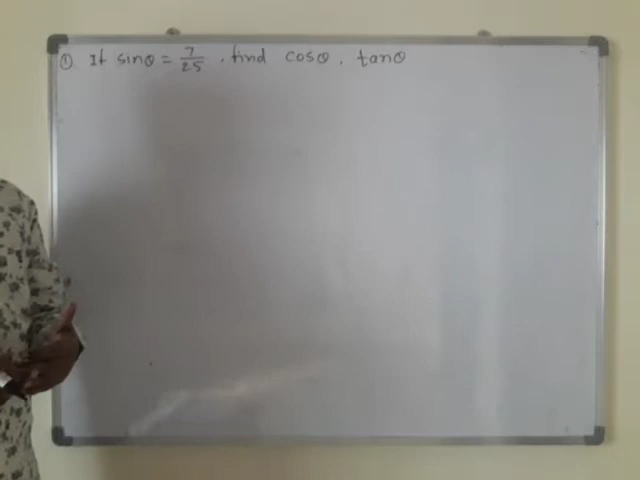 ① If sinθ = 7/25 . find cosθ , tanθ